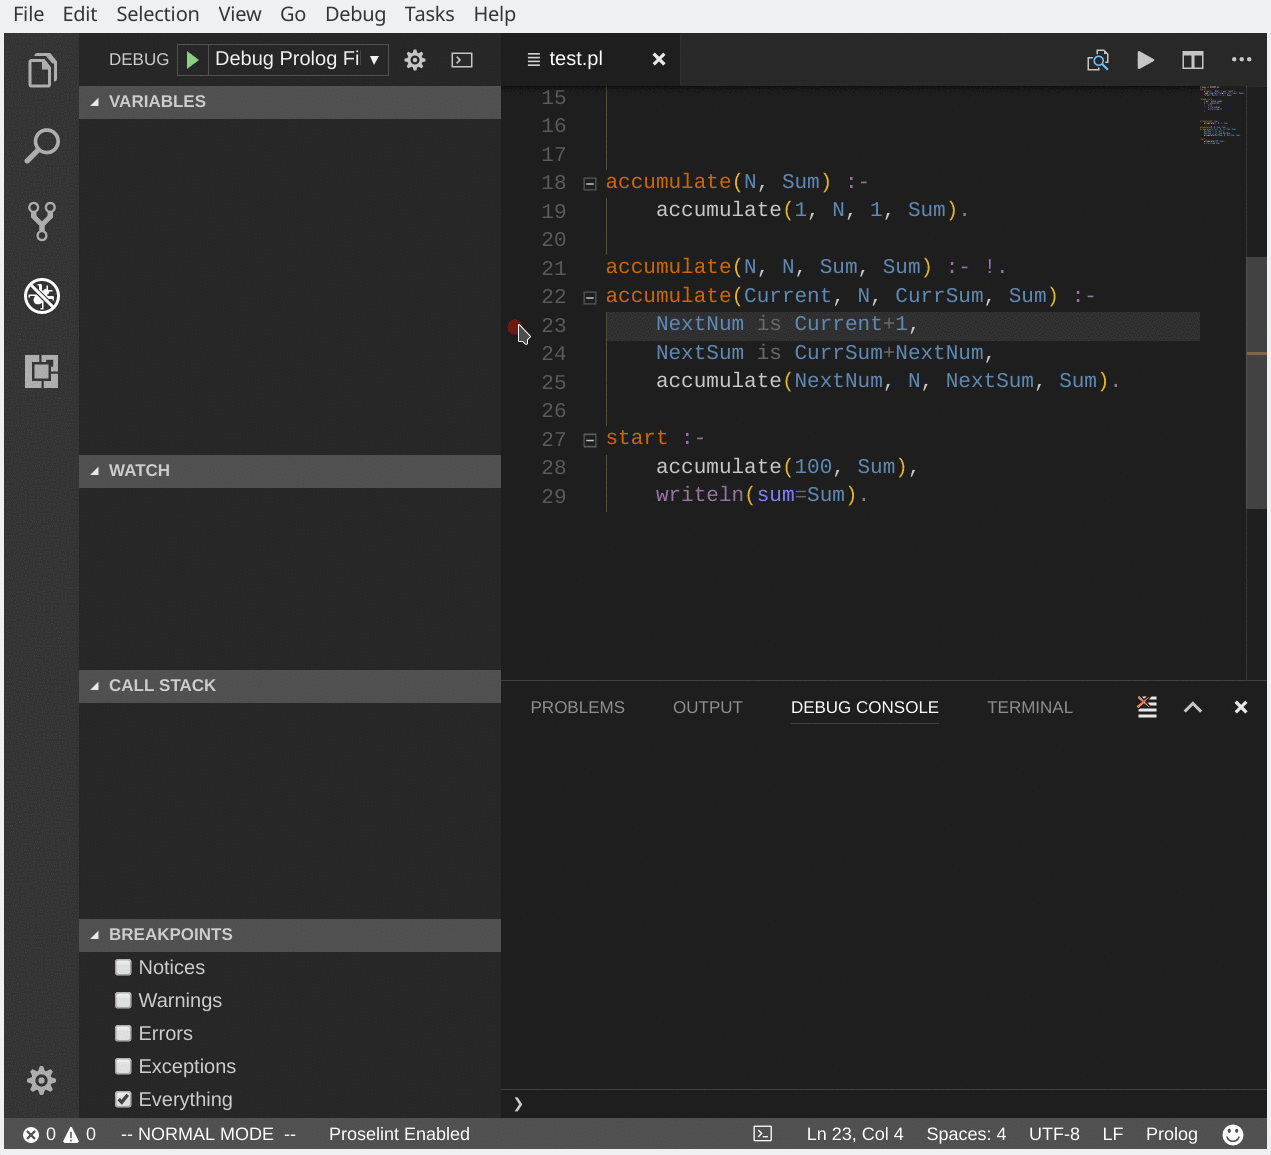 File Edit Selection View Go Debug Tasks Help
DEBUG Debug Prolog Fi
VARIABLES
WATCH
CALL STACK
BREAKPOINTS
Notices
Warnings
Errors
Exceptions
Everything
test.pl
15
16
17
18 accumulate(N, Sum) :-
19     accumulate(1, N, 1, Sum).
20
21 accumulate(N, N, Sum, Sum) :- !.
22 accumulate(Current, N, CurrSum, Sum) :-
23     NextNum is Current+1,
24     NextSum is CurrSum+NextNum,
25     accumulate(NextNum, N, NextSum, Sum).
26
27 start :-
28     accumulate(100, Sum),
29     writeln(sum=Sum).
PROBLEMS OUTPUT DEBUG CONSOLE TERMINAL
❯
0 0 -- NORMAL MODE -- Proselint Enabled Ln 23, Col 4 Spaces: 4 UTF-8 LF Prolog